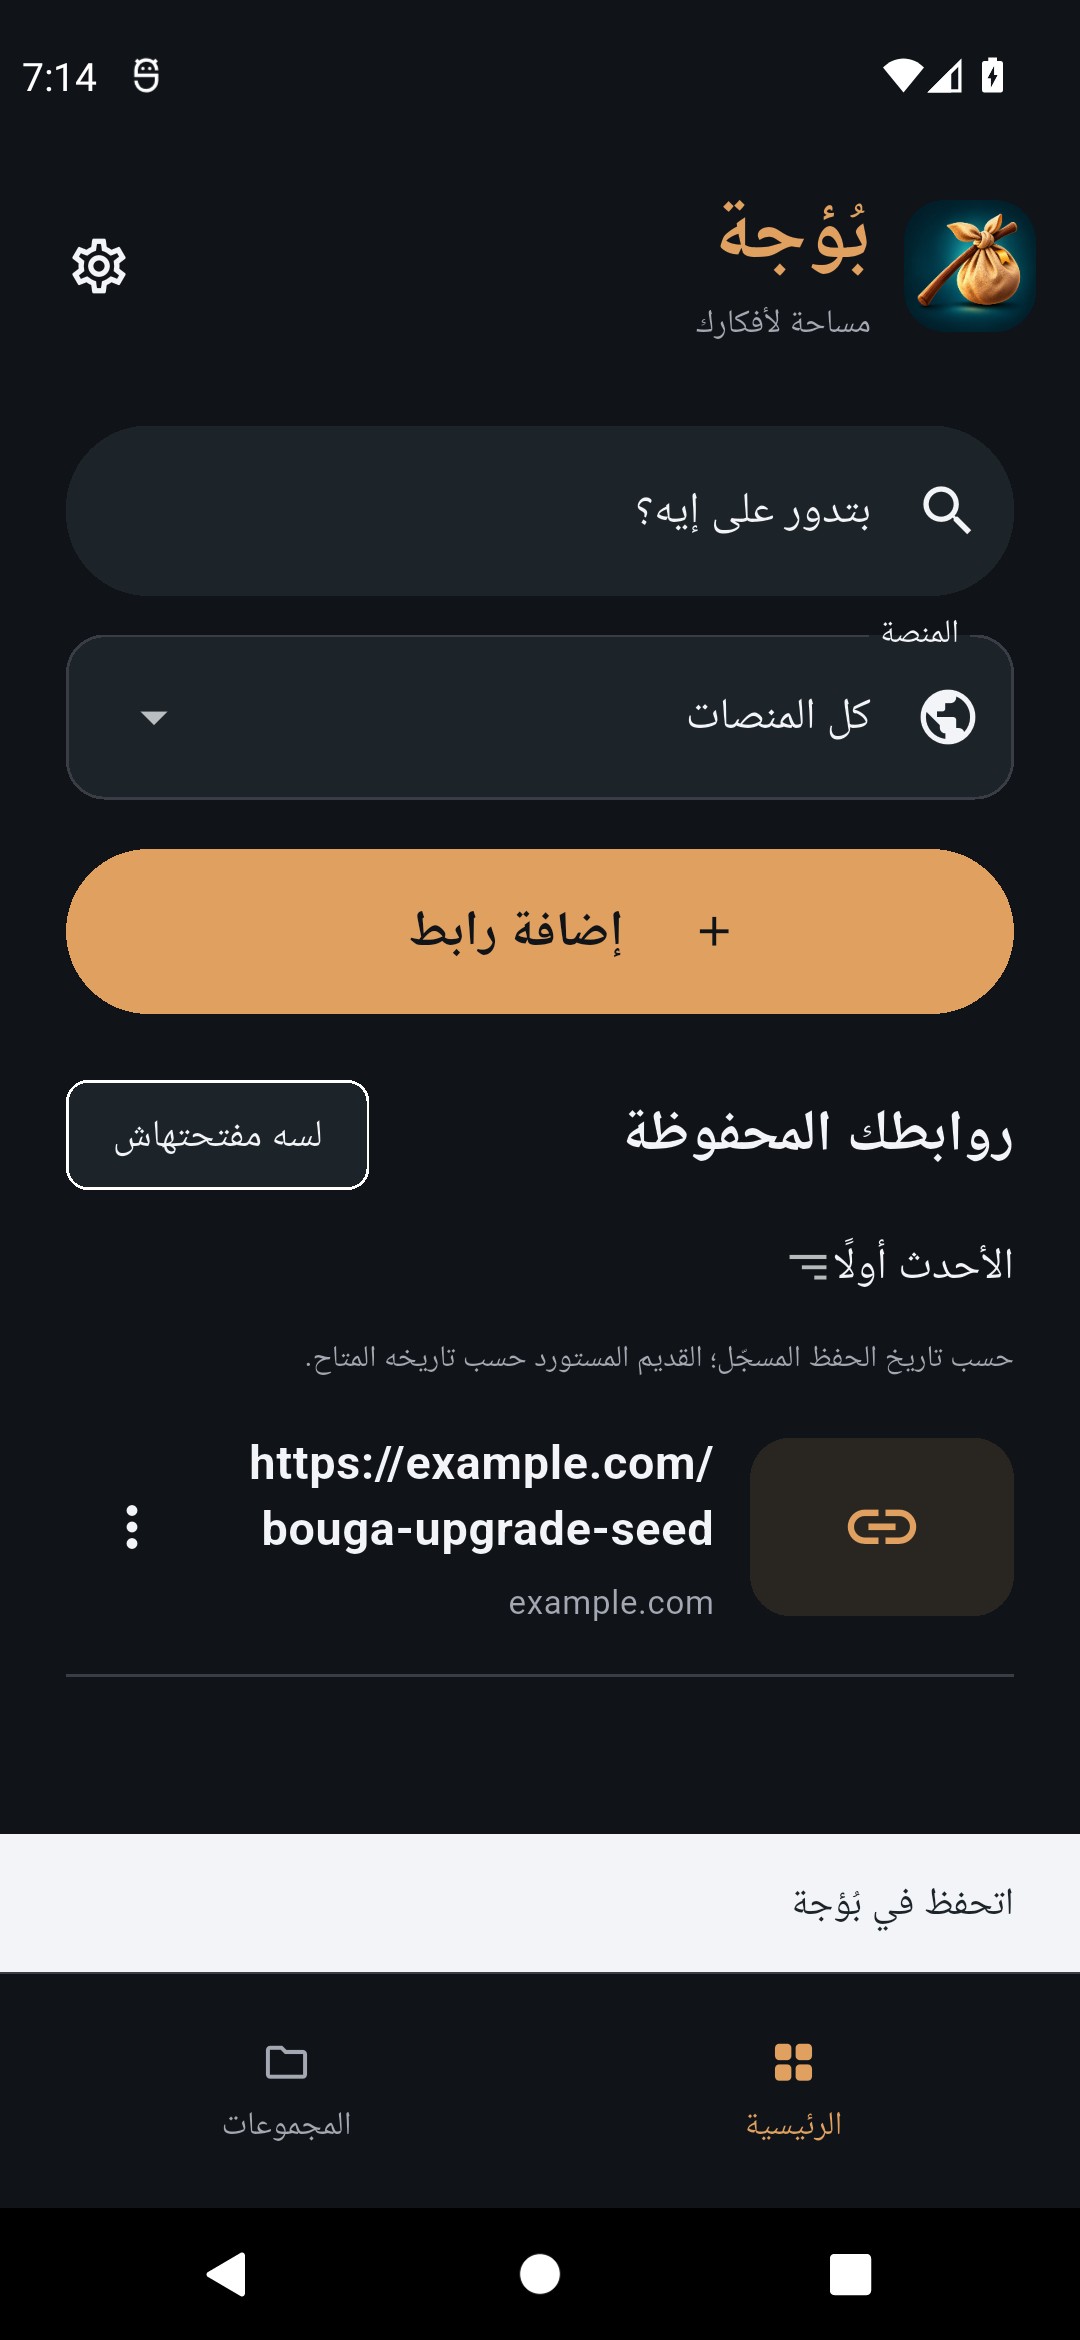 7:14
بُؤجة
مساحة لأفكارك
بتدور على إيه؟
المنصة
كل المنصات
+ إضافة رابط
روابطك المحفوظة
لسه مفتحتهاش
الأحدث أولًا
حسب تاريخ الحفظ المسجّل؛ القديم المستورد حسب تاريخه المتاح.
https://example.com/
bouga-upgrade-seed
example.com
اتحفظ في بُؤجة
الرئيسية
المجموعات